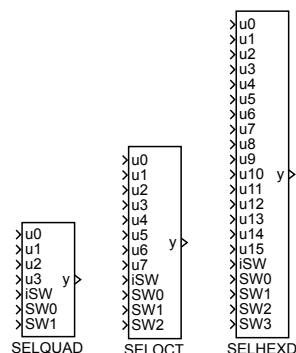 u0
u1
u2
u3
iSW
SW0
SW1
y
SELQUAD
u0
u1
u2
u3
u4
u5
u6
u7
iSW
SW0
SW1
SW2
y
SELOCT
u0
u1
u2
u3
u4
u5
u6
u7
u8
u9
u10
u11
u12
u13
u14
u15
iSW
SW0
SW1
SW2
SW3
y
SELHEXD